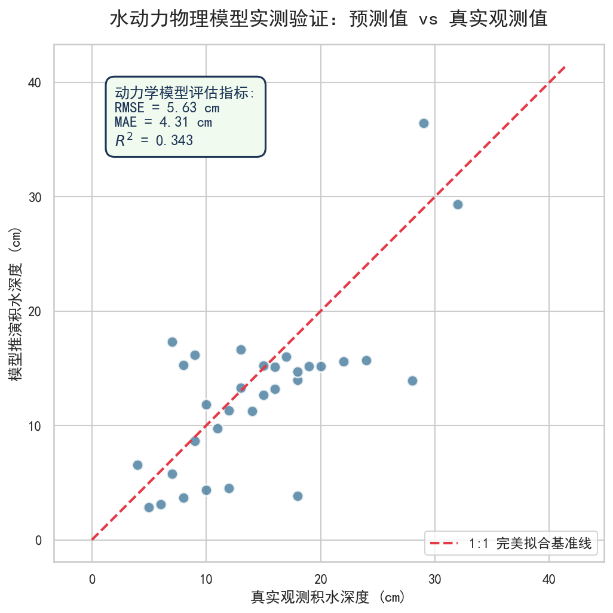 水动力物理模型实测验证: 预测值 vs 真实观测值
动力学模型评估指标:
RMSE = 5.63 cm
MAE = 4.31 cm
R² = 0.343
模型推演积水深度 (cm)
40
30
20
10
0
1:1 完美拟合基准线
0 10 20 30 40
真实观测积水深度 (cm)